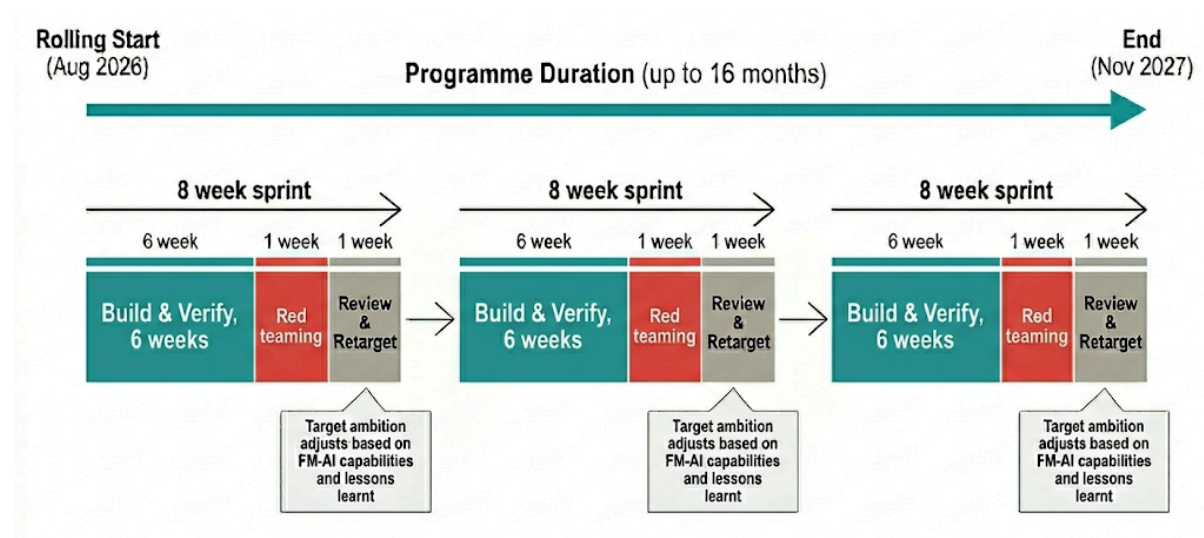 Rolling Start
(Aug 2026)
End
(Nov 2027)
Programme Duration (up to 16 months)
8 week sprint
8 week sprint
8 week sprint
6 week 1 week 1 week
6 week 1 week 1 week
6 week 1 week 1 week
Build & Verify,
6 weeks
Red
teaming
Review
&
Retarget
Build & Verify,
6 weeks
Red
teaming
Review
&
Retarget
Build & Verify,
6 weeks
Red
teaming
Review
&
Retarget
Target ambition
adjusts based on
FM-AI capabilities
and lessons
learnt
Target ambition
adjusts based on
FM-AI capabilities
and lessons
learnt
Target ambition
adjusts based on
FM-AI capabilities
and lessons
learnt